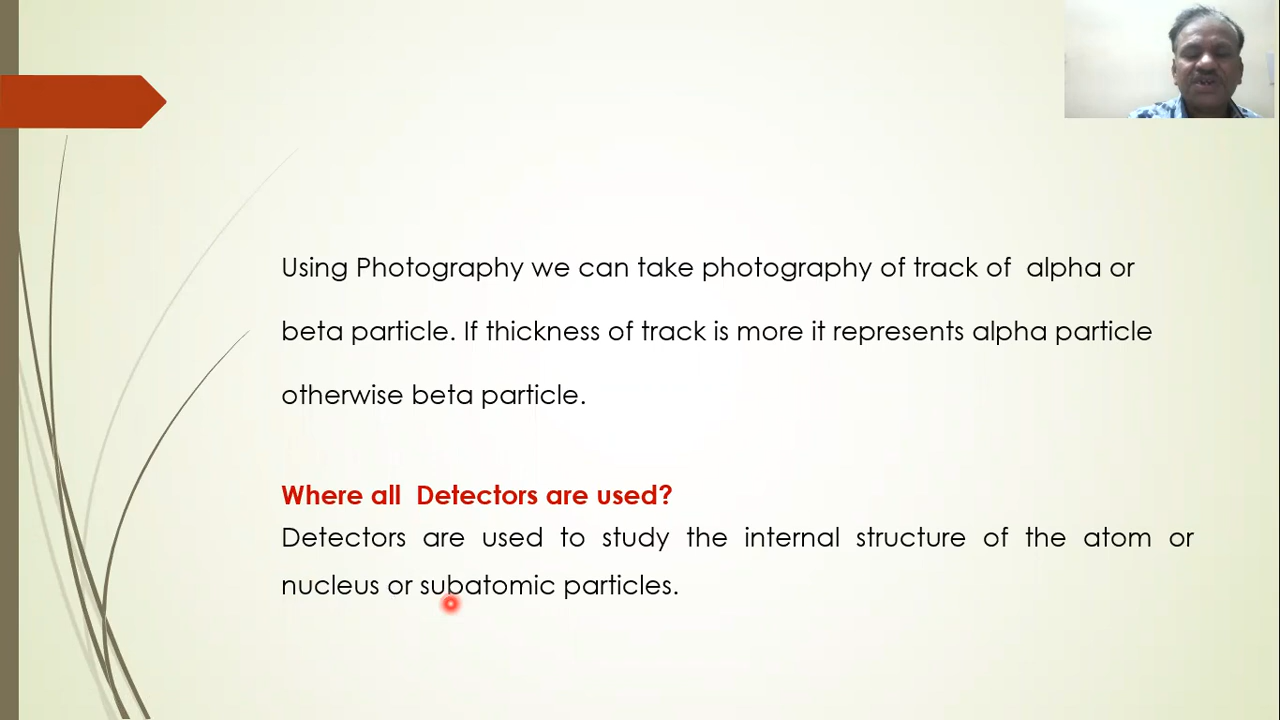 Using Photography we can take photography of track of alpha or
beta particle. If thickness of track is more it represents alpha particle
otherwise beta particle.
Where all Detectors are used?
Detectors are used to study the internal structure of the atom or
nucleus or subatomic particles.